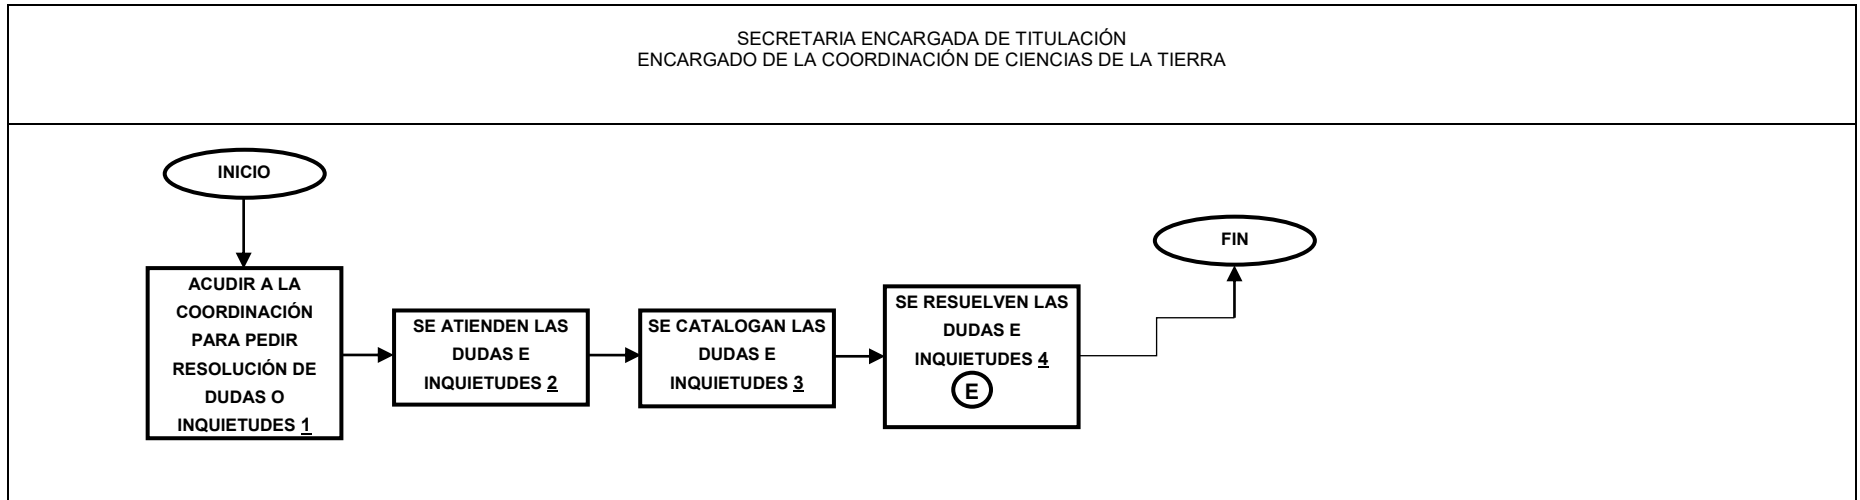 SECRETARIA ENCARGADA DE TITULACIÓN
ENCARGADO DE LA COORDINACIÓN DE CIENCIAS DE LA TIERRA
INICIO
ACUDIR A LA
COORDINACIÓN
PARA PEDIR
RESOLUCIÓN DE
DUDAS O
INQUIETUDES 1
SE ATIENDEN LAS
DUDAS E
INQUIETUDES 2
SE CATALOGAN LAS
DUDAS E
INQUIETUDES 3
SE RESUELVEN LAS
DUDAS E
INQUIETUDES 4
E
FIN